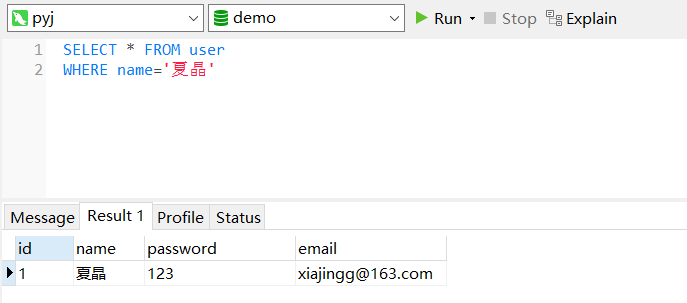 pyj demo Run Stop Explain
1 SELECT * FROM user
2 WHERE name='夏晶'
Message Result 1 Profile Status
id name password email
1 夏晶 123 xiajingg@163.com